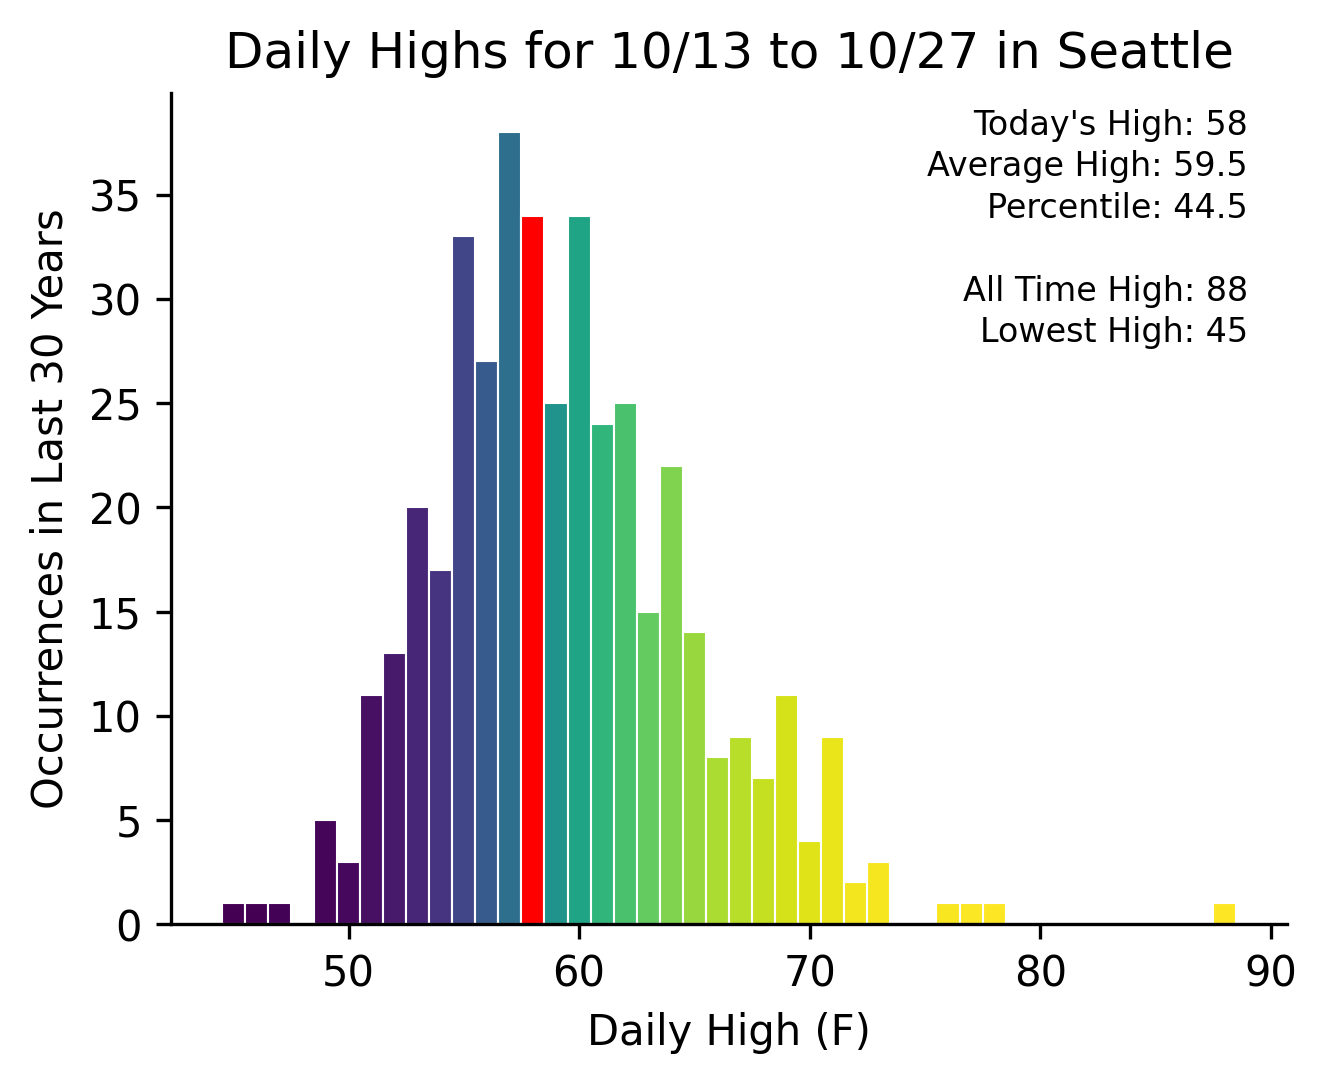 Daily Highs for 10/13 to 10/27 in Seattle
Today's High: 58
Average High: 59.5
Percentile: 44.5
All Time High: 88
Lowest High: 45
Occurrences in Last 30 Years
35
30
25
20
15
10
5
0
50 60 70 80 90
Daily High (F)